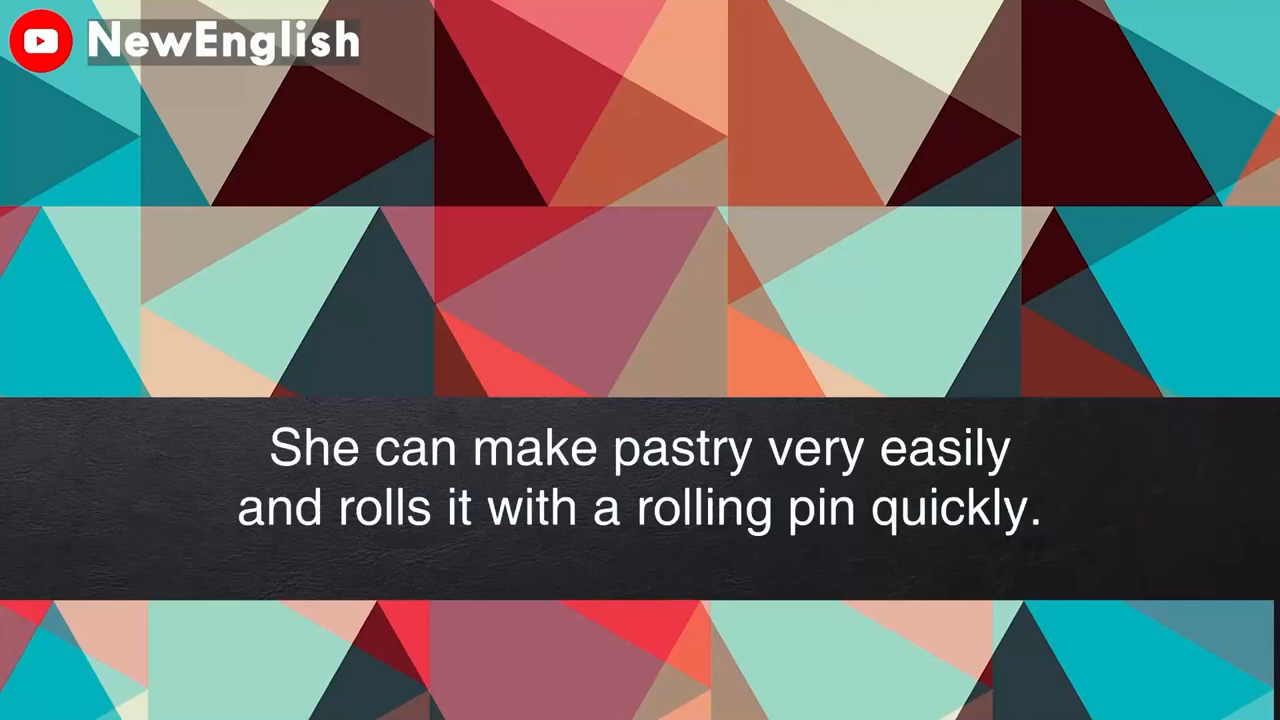 NewEnglish
She can make pastry very easily
and rolls it with a rolling pin quickly.